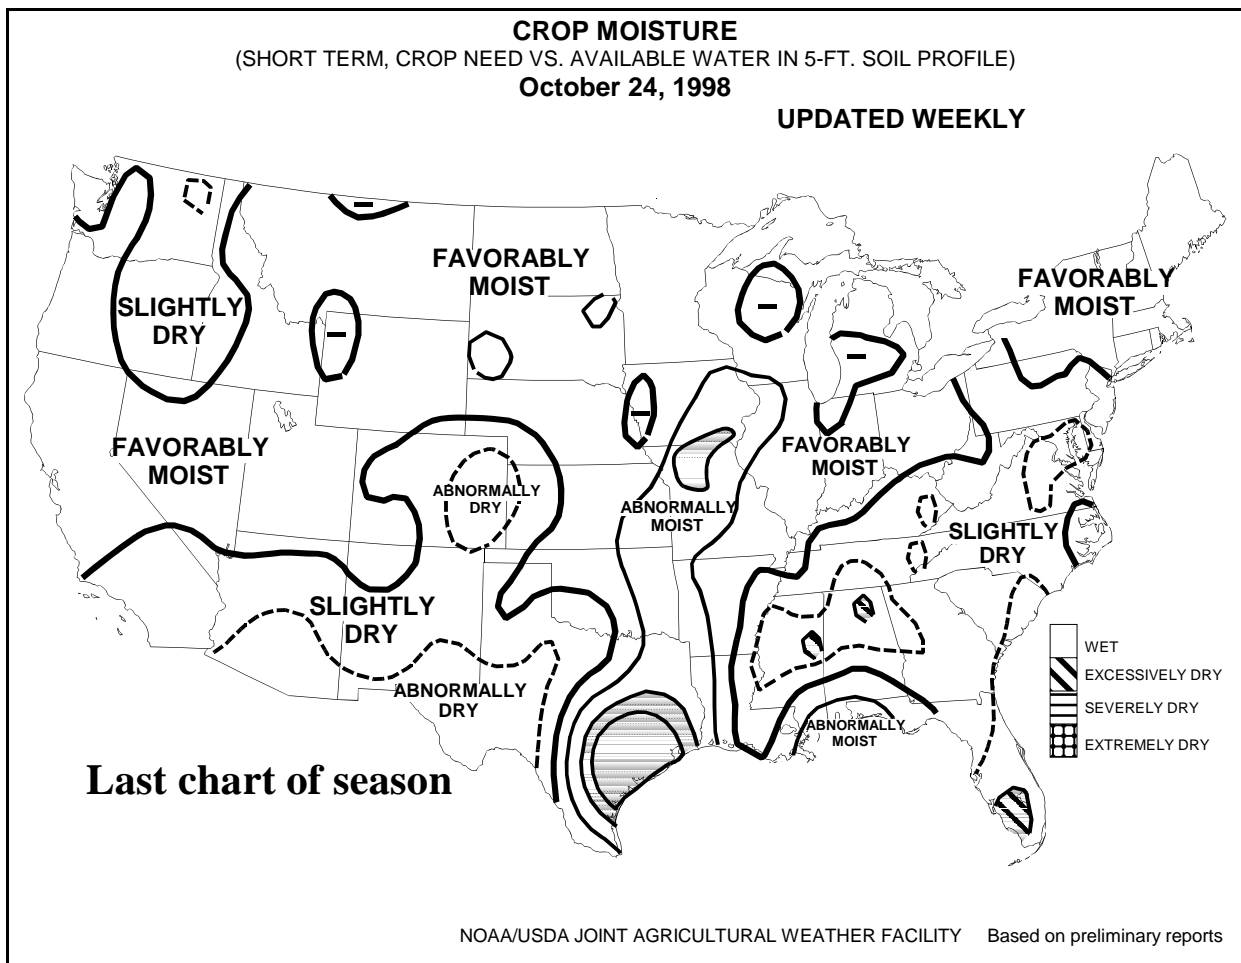 CROP MOISTURE
(SHORT TERM, CROP NEED VS. AVAILABLE WATER IN 5-FT. SOIL PROFILE)
October 24, 1998
UPDATED WEEKLY
FAVORABLY
MOIST
FAVORABLY
MOIST
SLIGHTLY
DRY
FAVORABLY
MOIST
FAVORABLY
MOIST
ABNORMALLY
DRY
ABNORMALLY
MOIST
SLIGHTLY
DRY
SLIGHTLY
DRY
ABNORMALLY
DRY
ABNORMALLY
MOIST
WET
EXCESSIVELY DRY
SEVERELY DRY
EXTREMELY DRY
Last chart of season
NOAA/USDA JOINT AGRICULTURAL WEATHER FACILITY Based on preliminary reports